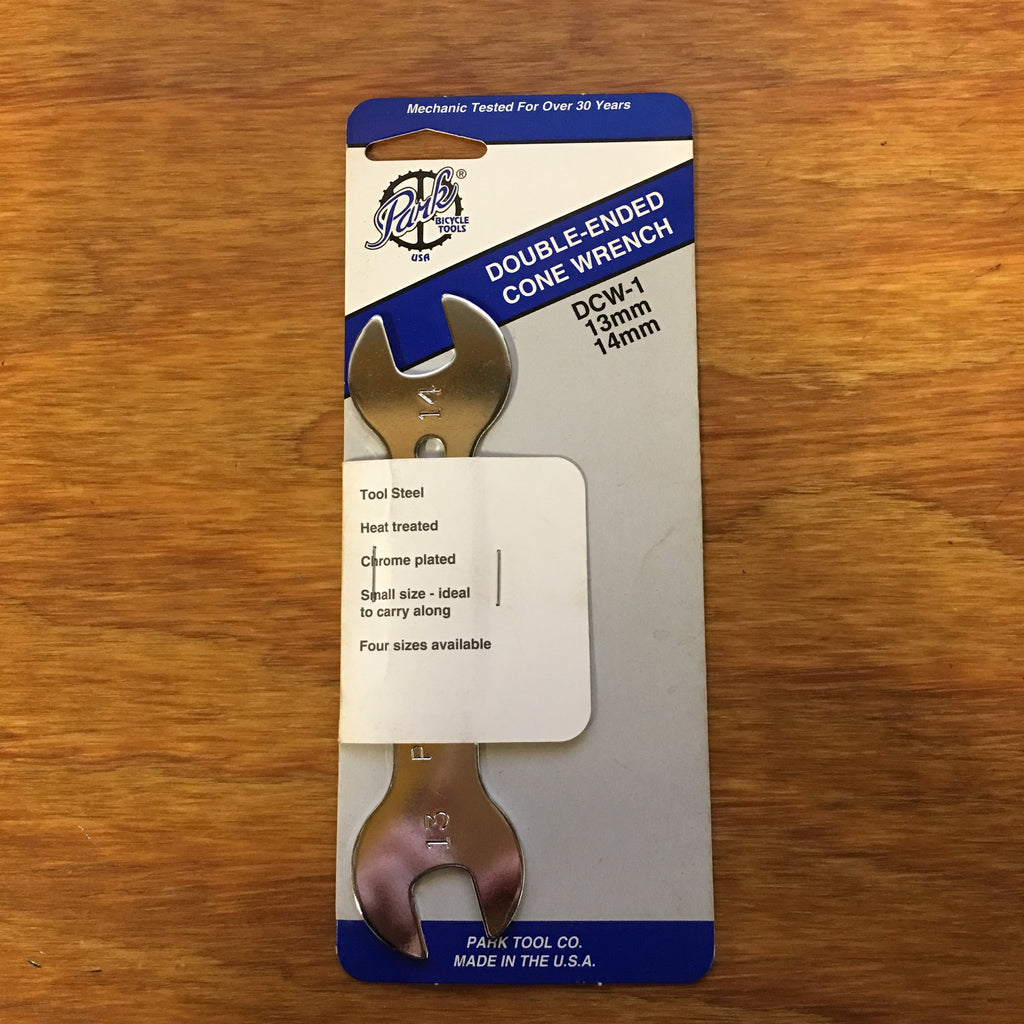 Mechanic Tested For Over 30 Years
Park®
BICYCLE
TOOLS
USA
DOUBLE-ENDED
CONE WRENCH
DCW-1
13mm
14mm
14
Tool Steel
Heat treated
Chrome plated
Small size - ideal
to carry along
Four sizes available
P
13
PARK TOOL CO.
MADE IN THE U.S.A.